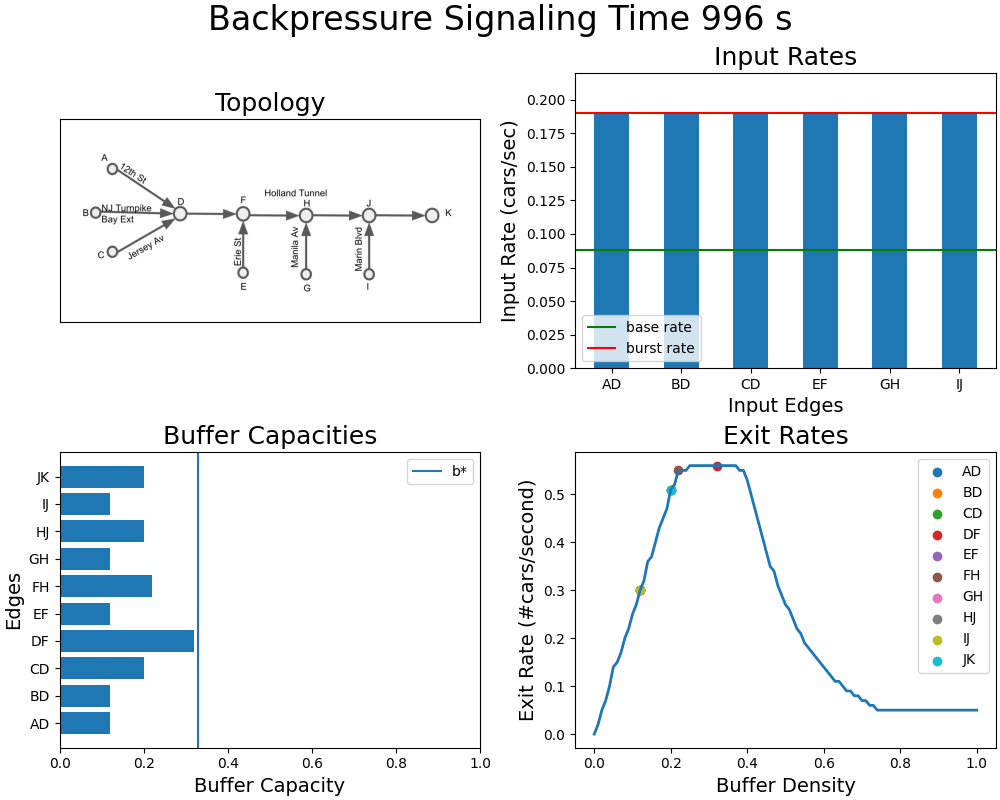 Backpressure Signaling Time 996 s
Topology
A
12th St
B
NJ Turnpike
Bay Ext
C
Jersey Av
D
F
Erie St
E
Holland Tunnel
H
Manila Av
G
J
Marin Blvd
I
K
Input Rates
Input Rate (cars/sec)
0.200
0.175
0.150
0.125
0.100
0.075
0.050
0.025
0.000
base rate
burst rate
AD BD CD EF GH IJ
Input Edges
Buffer Capacities
Edges
JK
IJ
HJ
GH
FH
EF
DF
CD
BD
AD
b*
0.0 0.2 0.4 0.6 0.8 1.0
Buffer Capacity
Exit Rates
Exit Rate (#cars/second)
0.5
0.4
0.3
0.2
0.1
0.0
AD
BD
CD
DF
EF
FH
GH
HJ
IJ
JK
0.0 0.2 0.4 0.6 0.8 1.0
Buffer Density